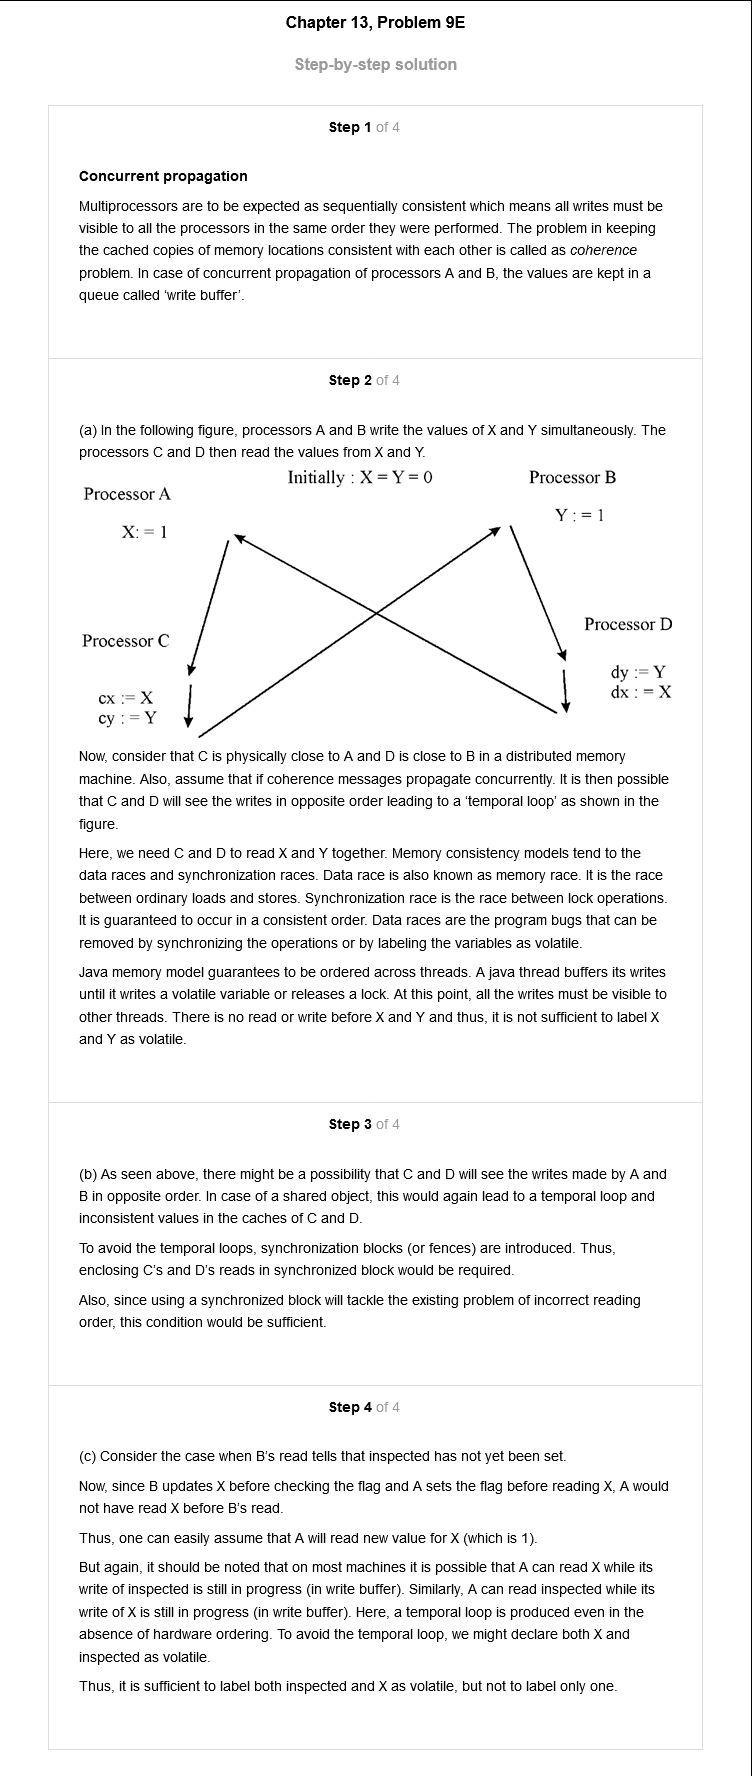 Chapter 13, Problem 9E
Step-by-step solution
Step 1 of 4
Concurrent propagation
Multiprocessors are to be expected as sequentially consistent which means all writes must be
visible to all the processors in the same order they were performed. The problem in keeping
the cached copies of memory locations consistent with each other is called as coherence
problem. In case of concurrent propagation of processors A and B, the values are kept in a
queue called 'write buffer'.
Step 2 of 4
(a) In the following figure, processors A and B write the values of X and Y simultaneously. The
processors C and D then read the values from X and Y.
Initially : X = Y = 0
Processor B
Processor A
Y : = 1
X: = 1
Processor D
Processor C
dy := Y
dx : = X
cx := X
cy : = Y
Now, consider that C is physically close to A and D is close to B in a distributed memory
machine. Also, assume that if coherence messages propagate concurrently. It is then possible
that C and D will see the writes in opposite order leading to a 'temporal loop' as shown in the
figure.
Here, we need C and D to read X and Y together. Memory consistency models tend to the
data races and synchronization races. Data race is also known as memory race. It is the race
between ordinary loads and stores. Synchronization race is the race between lock operations.
It is guaranteed to occur in a consistent order. Data races are the program bugs that can be
removed by synchronizing the operations or by labeling the variables as volatile.
Java memory model guarantees to be ordered across threads. A java thread buffers its writes
until it writes a volatile variable or releases a lock. At this point, all the writes must be visible to
other threads. There is no read or write before X and Y and thus, it is not sufficient to label X
and Y as volatile.
Step 3 of 4
(b) As seen above, there might be a possibility that C and D will see the writes made by A and
B in opposite order. In case of a shared object, this would again lead to a temporal loop and
inconsistent values in the caches of C and D.
To avoid the temporal loops, synchronization blocks (or fences) are introduced. Thus,
enclosing C's and D's reads in synchronized block would be required.
Also, since using a synchronized block will tackle the existing problem of incorrect reading
order, this condition would be sufficient.
Step 4 of 4
(c) Consider the case when B's read tells that inspected has not yet been set.
Now, since B updates X before checking the flag and A sets the flag before reading X, A would
not have read X before B's read.
Thus, one can easily assume that A will read new value for X (which is 1).
But again, it should be noted that on most machines it is possible that A can read X while its
write of inspected is still in progress (in write buffer). Similarly, A can read inspected while its
write of X is still in progress (in write buffer). Here, a temporal loop is produced even in the
absence of hardware ordering. To avoid the temporal loop, we might declare both X and
inspected as volatile.
Thus, it is sufficient to label both inspected and X as volatile, but not to label only one.